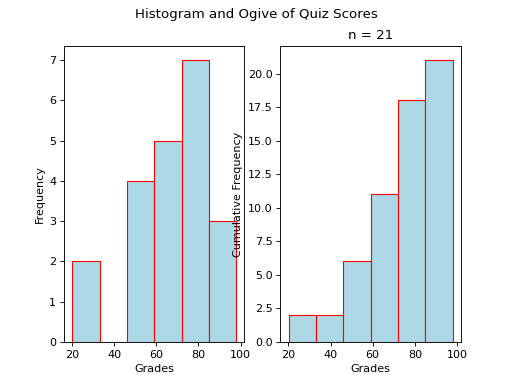 Histogram and Ogive of Quiz Scores
n = 21
Frequency
7
6
5
4
3
2
1
0
20 40 60 80 100
Grades
Cumulative Frequency
20.0
17.5
15.0
12.5
10.0
7.5
5.0
2.5
0.0
20 40 60 80 100
Grades